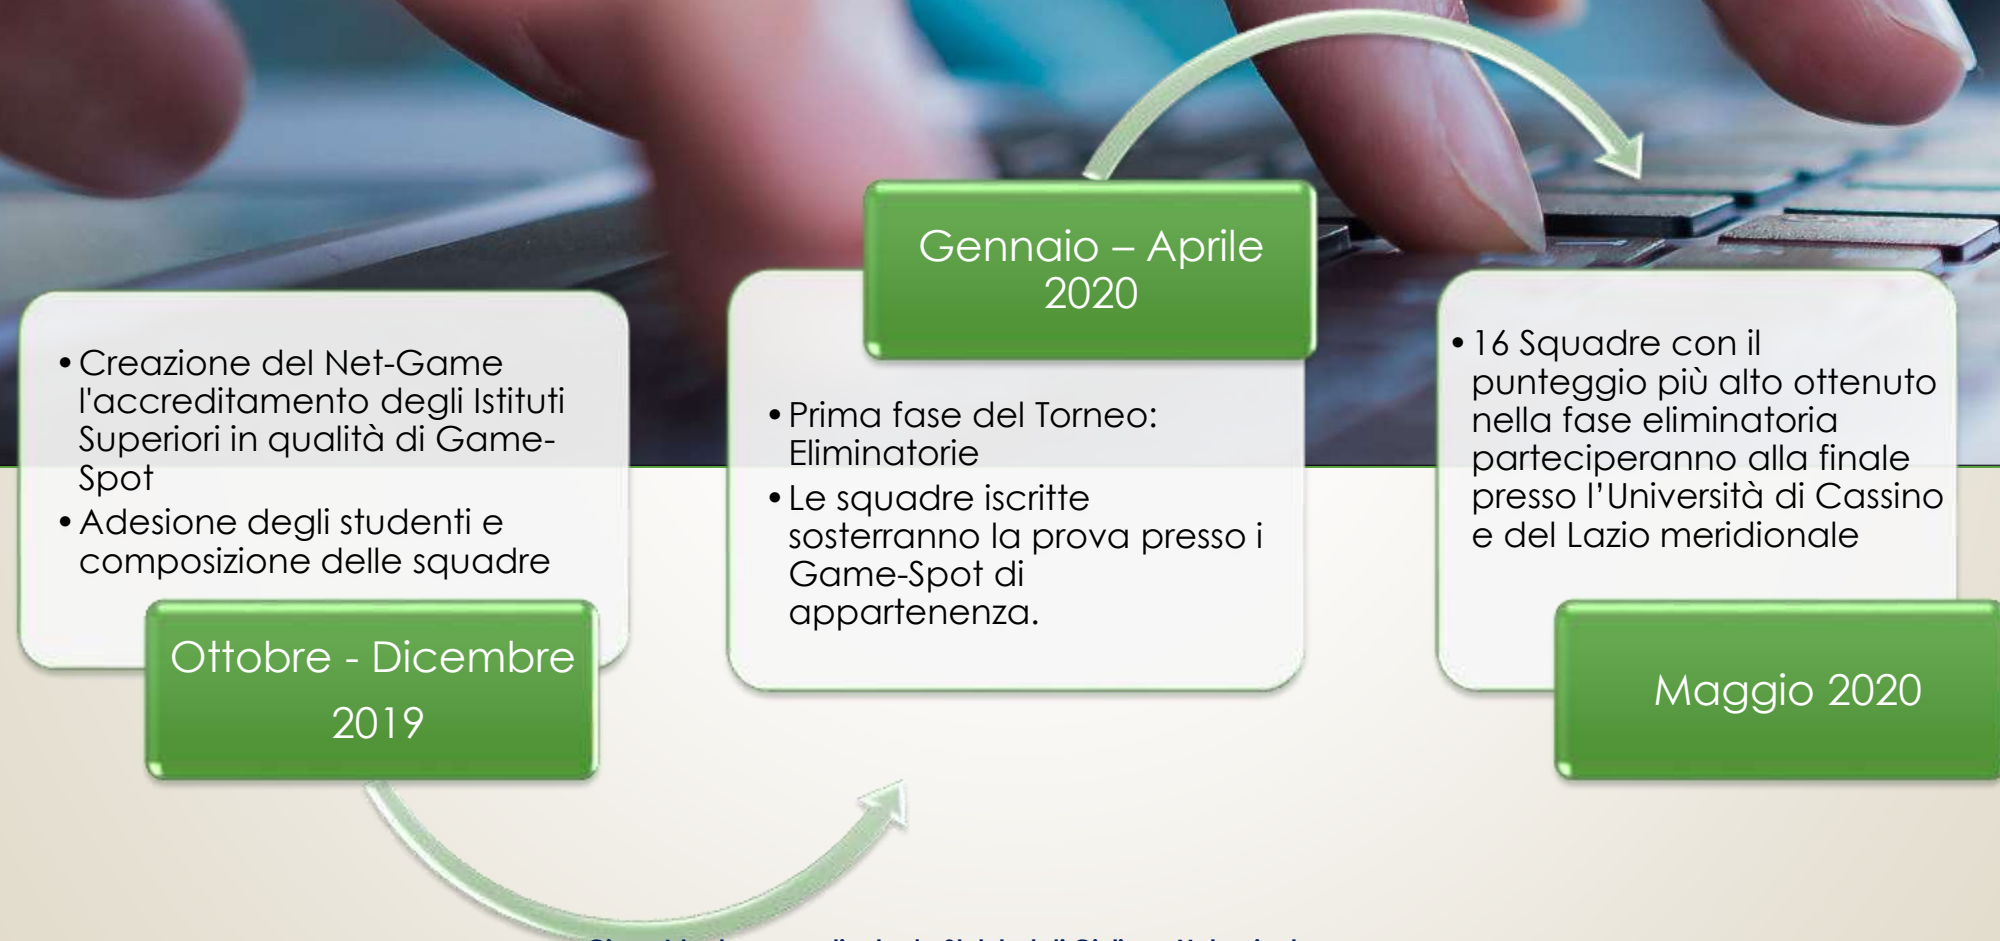 • Creazione del Net-Game
l'accreditamento degli Istituti
Superiori in qualità di Game-
Spot
• Adesione degli studenti e
composizione delle squadre
Ottobre - Dicembre
2019
Gennaio – Aprile
2020
• Prima fase del Torneo:
Eliminatorie
• Le squadre iscritte
sosterranno la prova presso i
Game-Spot di
appartenenza.
• 16 Squadre con il
punteggio più alto ottenuto
nella fase eliminatoria
parteciperanno alla finale
presso l’Università di Cassino
e del Lazio meridionale
Maggio 2020